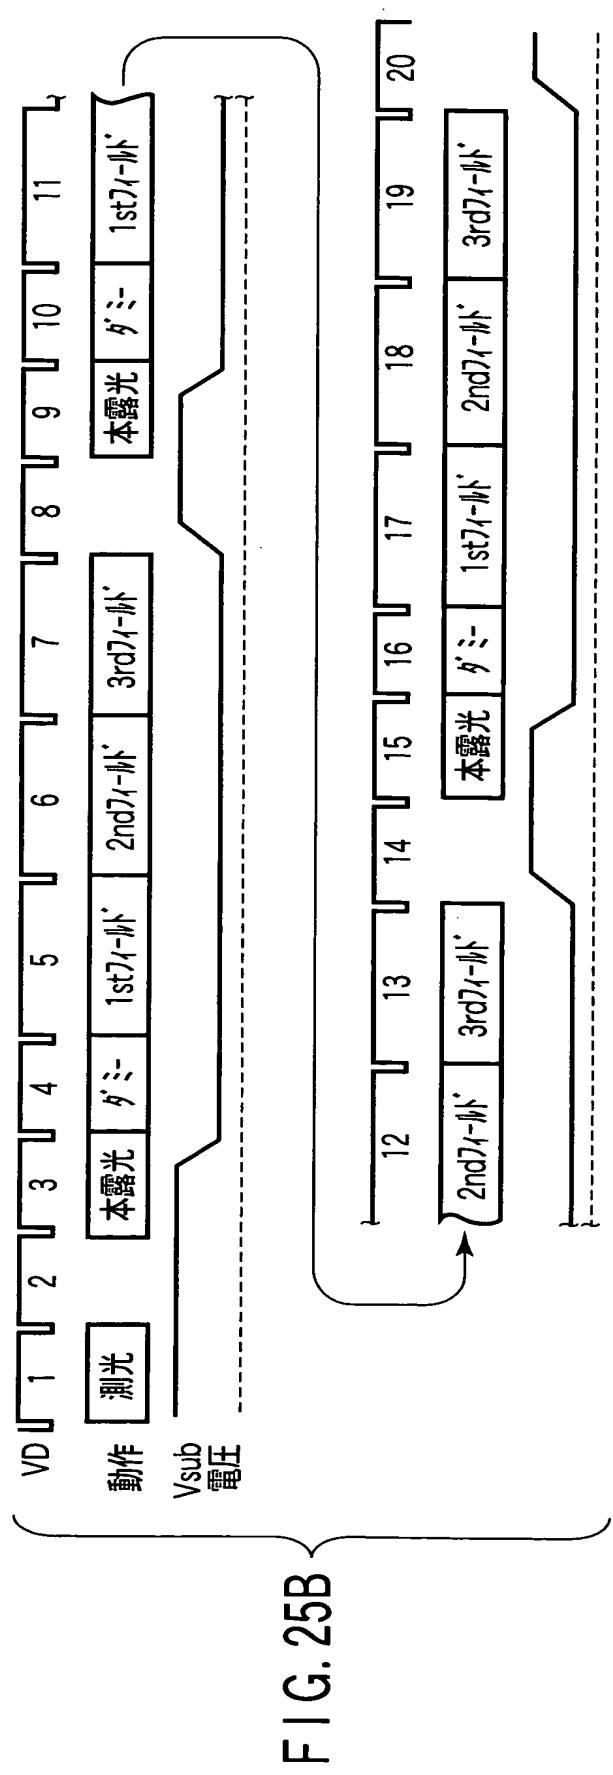 VD 1 2 3 4 5 6 7 8 9 10 11
動作 測光 本露光 ダミー 1stフィールド 2ndフィールド 3rdフィールド 本露光 ダミー 1stフィールド
Vsub
電圧
12 13 14 15 16 17 18 19 20
2ndフィールド 3rdフィールド 本露光 ダミー 1stフィールド 2ndフィールド 3rdフィールド
FIG. 25B